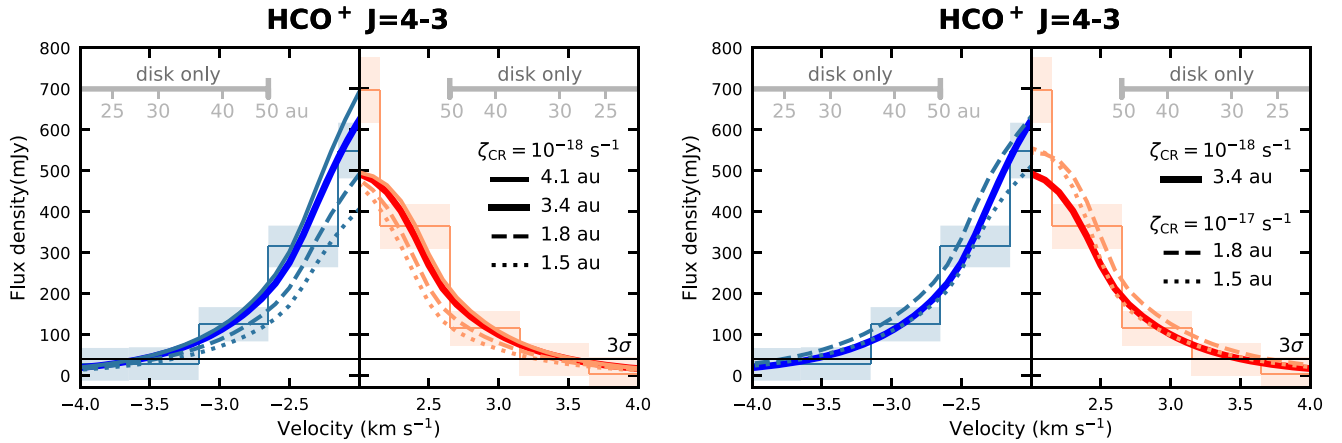 HCO⁺ J=4-3
Flux density(mJy)
800
700
600
500
400
300
200
100
0
disk only
25 30 40 50 au
disk only
50 40 30 25
ζCR = 10⁻¹⁸ s⁻¹
4.1 au
3.4 au
1.8 au
1.5 au
3σ
−4.0 −3.5 −3.0 −2.5 2.5 3.0 3.5 4.0
Velocity (km s⁻¹)
HCO⁺ J=4-3
Flux density(mJy)
800
700
600
500
400
300
200
100
0
disk only
25 30 40 50 au
disk only
50 40 30 25
ζCR = 10⁻¹⁸ s⁻¹
3.4 au
ζCR = 10⁻¹⁷ s⁻¹
1.8 au
1.5 au
3σ
−4.0 −3.5 −3.0 −2.5 2.5 3.0 3.5 4.0
Velocity (km s⁻¹)